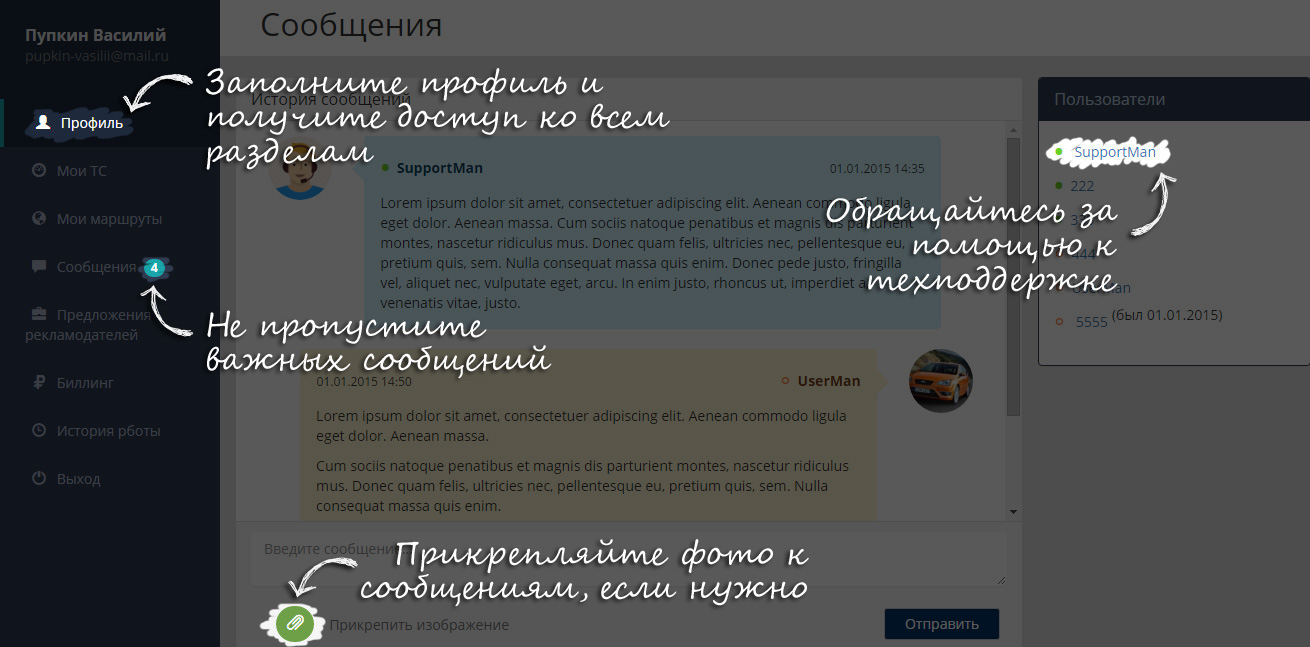 Пупкин Василий
pupkin-vasilii@mail.ru
Профиль
Мои ТС
Мои маршруты
Сообщения 4
Предложения
рекламодателей
Биллинг
История рботы
Выход
Сообщения
История сообщений
Заполните профиль и
получите доступ ко всем
разделам
SupportMan 01.01.2015 14:35
Lorem ipsum dolor sit amet, consectetuer adipiscing elit. Aenean commodo ligula
eget dolor. Aenean massa. Cum sociis natoque penatibus et magnis dis parturient
montes, nascetur ridiculus mus. Donec quam felis, ultricies nec, pellentesque eu,
pretium quis, sem. Nulla consequat massa quis enim. Donec pede justo, fringilla
vel, aliquet nec, vulputate eget, arcu. In enim justo, rhoncus ut, imperdiet a,
venenatis vitae, justo.
Не пропустите
важных сообщений
01.01.2015 14:50 UserMan
Lorem ipsum dolor sit amet, consectetuer adipiscing elit. Aenean commodo ligula
eget dolor. Aenean massa.
Cum sociis natoque penatibus et magnis dis parturient montes, nascetur ridiculus
mus. Donec quam felis, ultricies nec, pellentesque eu, pretium quis, sem. Nulla
consequat massa quis enim.
Введите сообщение
Прикрепляйте фото к
сообщениям, если нужно
Прикрепить изображение
Отправить
Пользователи
SupportMan
222
Обращайтесь за
помощью к
техподдержке
444
5555 (был 01.01.2015)